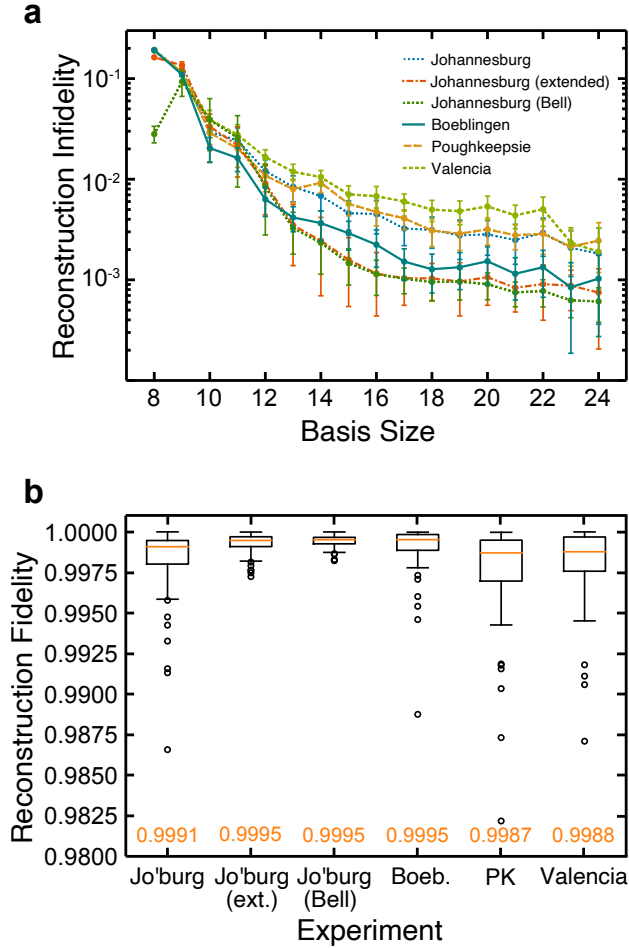 a
Reconstruction Infidelity
10⁻¹
10⁻²
10⁻³
Johannesburg
Johannesburg (extended)
Johannesburg (Bell)
Boeblingen
Poughkeepsie
Valencia
8 10 12 14 16 18 20 22 24
Basis Size
b
Reconstruction Fidelity
1.0000
0.9975
0.9950
0.9925
0.9900
0.9875
0.9850
0.9825
0.9800
0.9991 0.9995 0.9995 0.9995 0.9987 0.9988
Jo'burg Jo'burg Jo'burg Boeb. PK Valencia
(ext.) (Bell)
Experiment